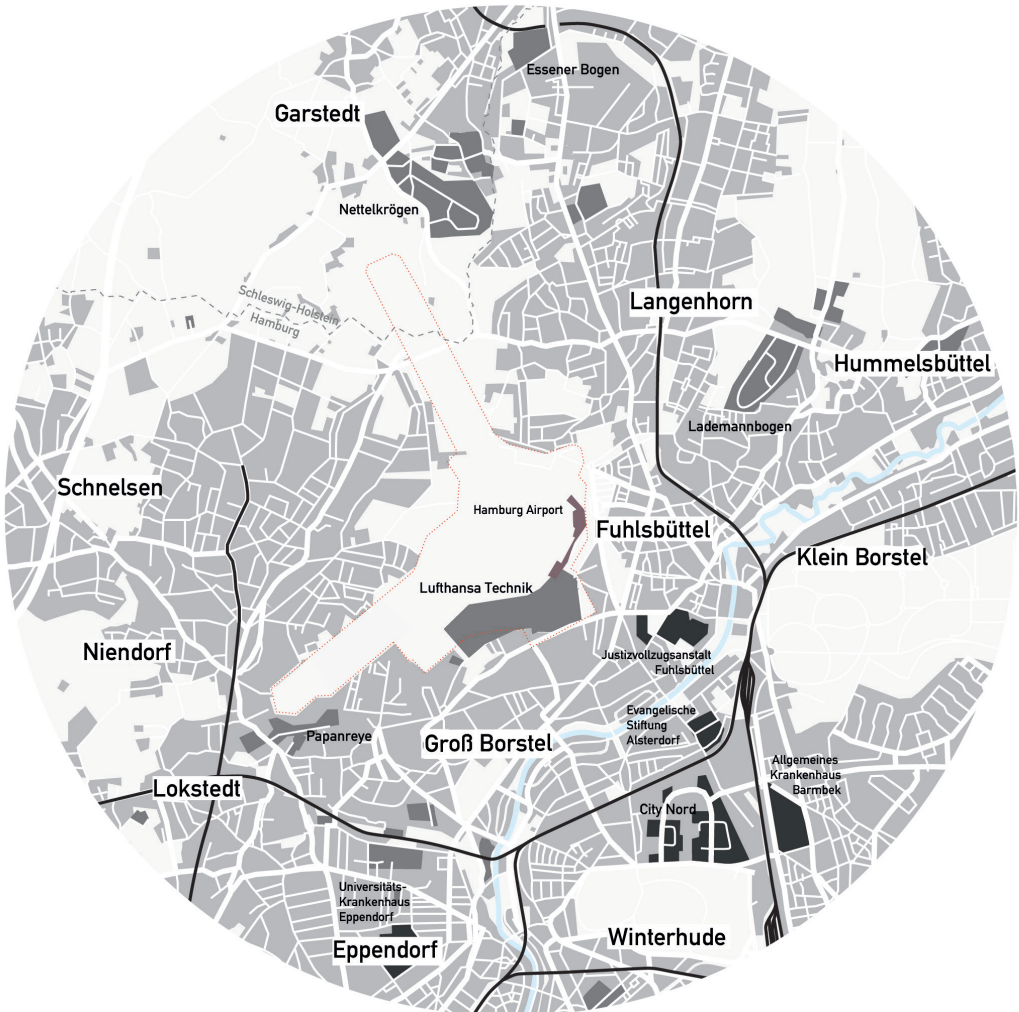 Essener Bogen
Garstedt
Nettelkrögen
Schleswig-Holstein
Hamburg
Langenhorn
Hummelsbüttel
Lademannbogen
Schnelsen
Hamburg Airport
Fuhlsbüttel
Klein Borstel
Lufthansa Technik
Niendorf
Justizvollzugsanstalt
Fuhlsbüttel
Evangelische
Stiftung
Alsterdorf
Papanreye
Groß Borstel
Allgemeines
Krankenhaus
Barmbek
Lokstedt
City Nord
Universitäts-
Krankenhaus
Eppendorf
Eppendorf
Winterhude